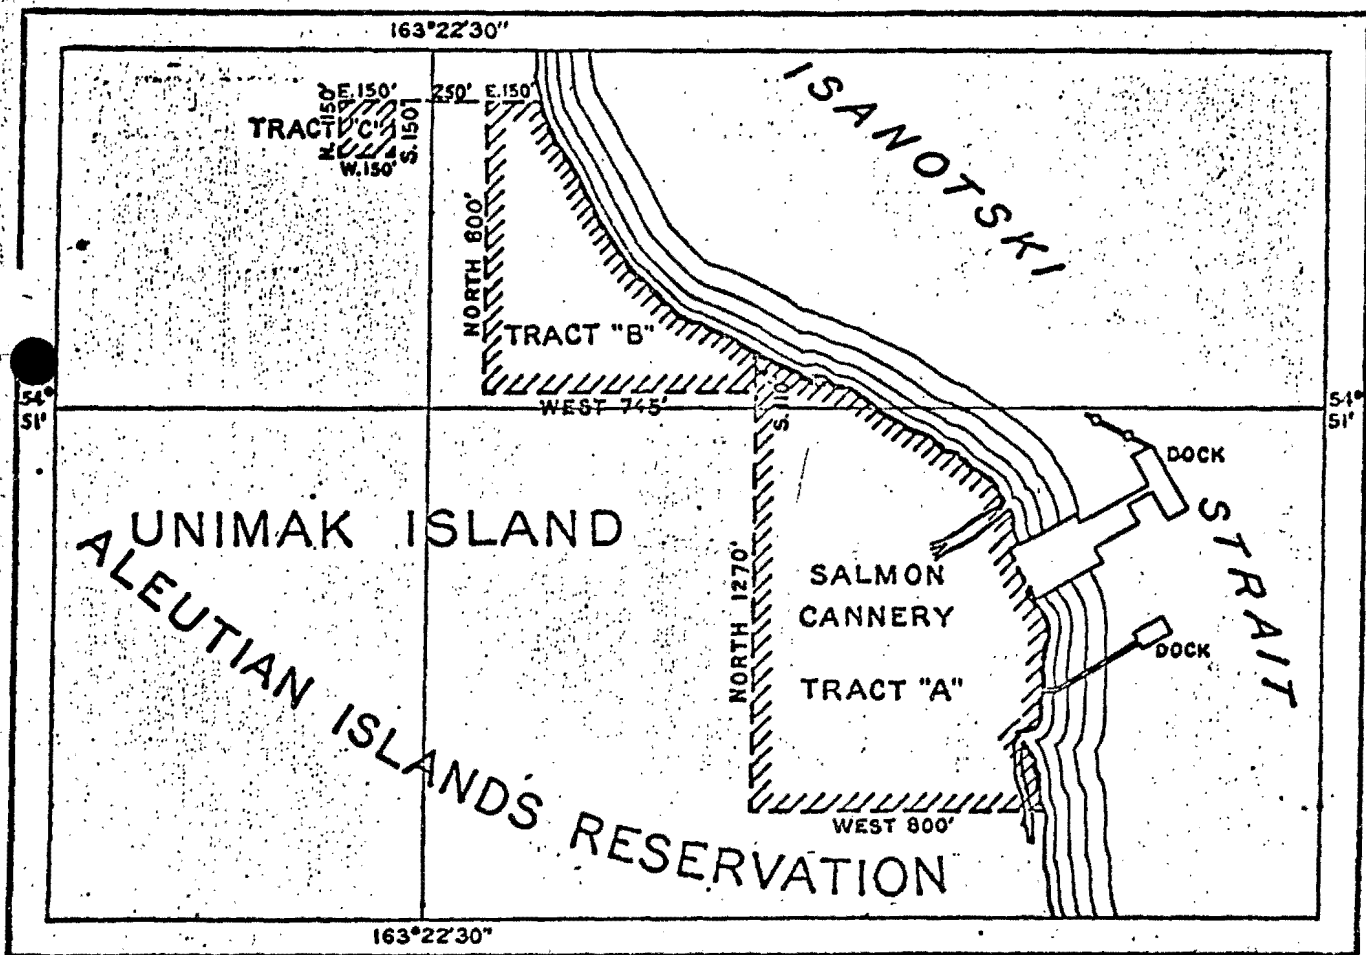 163°22'30"
ISANOTSKI
STRAIT
E.150'
250'
E.150'
N. 150'
TRACT "C"
S. 150'
W. 150'
NORTH 800'
TRACT "B"
WEST 745'
S. 110'
54°
51'
54°
51'
DOCK
UNIMAK ISLAND
ALEUTIAN ISLANDS RESERVATION
NORTH 1270'
SALMON
CANNERY
TRACT "A"
DOCK
WEST 800'
163°22'30"